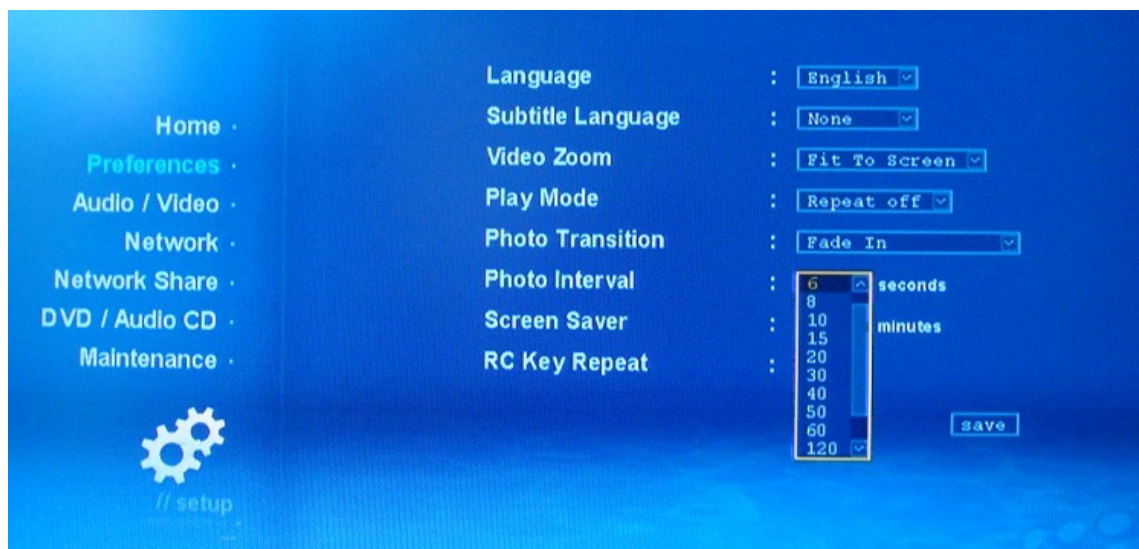 Home
Preferences
Audio / Video
Network
Network Share
DVD / Audio CD
Maintenance
// setup
Language : English
Subtitle Language : None
Video Zoom : Fit To Screen
Play Mode : Repeat off
Photo Transition : Fade In
Photo Interval : 6 seconds
8
10
15
20
30
40
50
60
120
Screen Saver : minutes
RC Key Repeat :
save